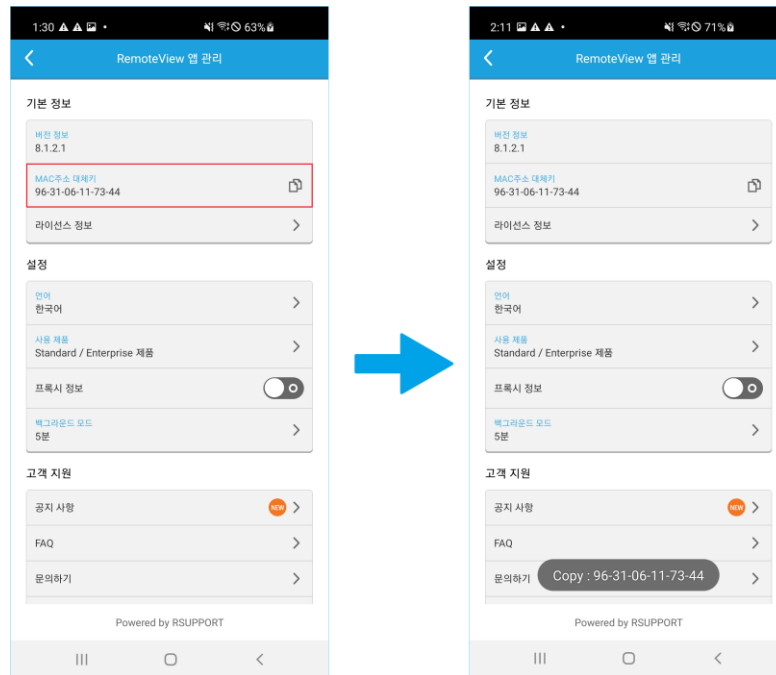 1:30
63%
RemoteView 앱 관리
기본 정보
버전 정보
8.1.2.1
MAC주소 대체키
96-31-06-11-73-44
라이선스 정보
설정
언어
한국어
사용 제품
Standard / Enterprise 제품
프록시 정보
백그라운드 모드
5분
고객 지원
공지 사항
NEW
FAQ
문의하기
Powered by RSUPPORT
2:11
71%
RemoteView 앱 관리
기본 정보
버전 정보
8.1.2.1
MAC주소 대체키
96-31-06-11-73-44
라이선스 정보
설정
언어
한국어
사용 제품
Standard / Enterprise 제품
프록시 정보
백그라운드 모드
5분
고객 지원
공지 사항
NEW
FAQ
문의하기
Copy : 96-31-06-11-73-44
Powered by RSUPPORT